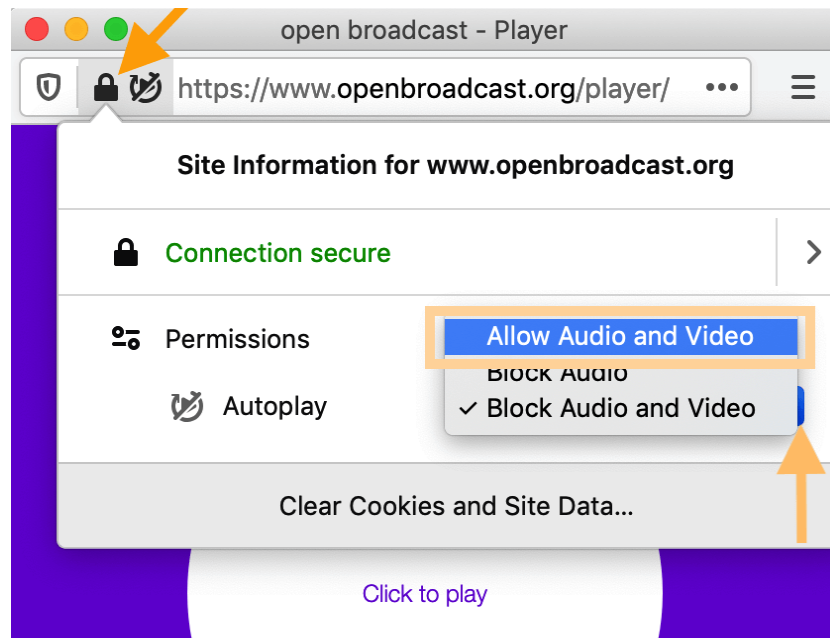 open broadcast - Player
https://www.openbroadcast.org/player/
Site Information for www.openbroadcast.org
Connection secure
Permissions
Allow Audio and Video
Block Audio
Autoplay
Block Audio and Video
Clear Cookies and Site Data...
Click to play